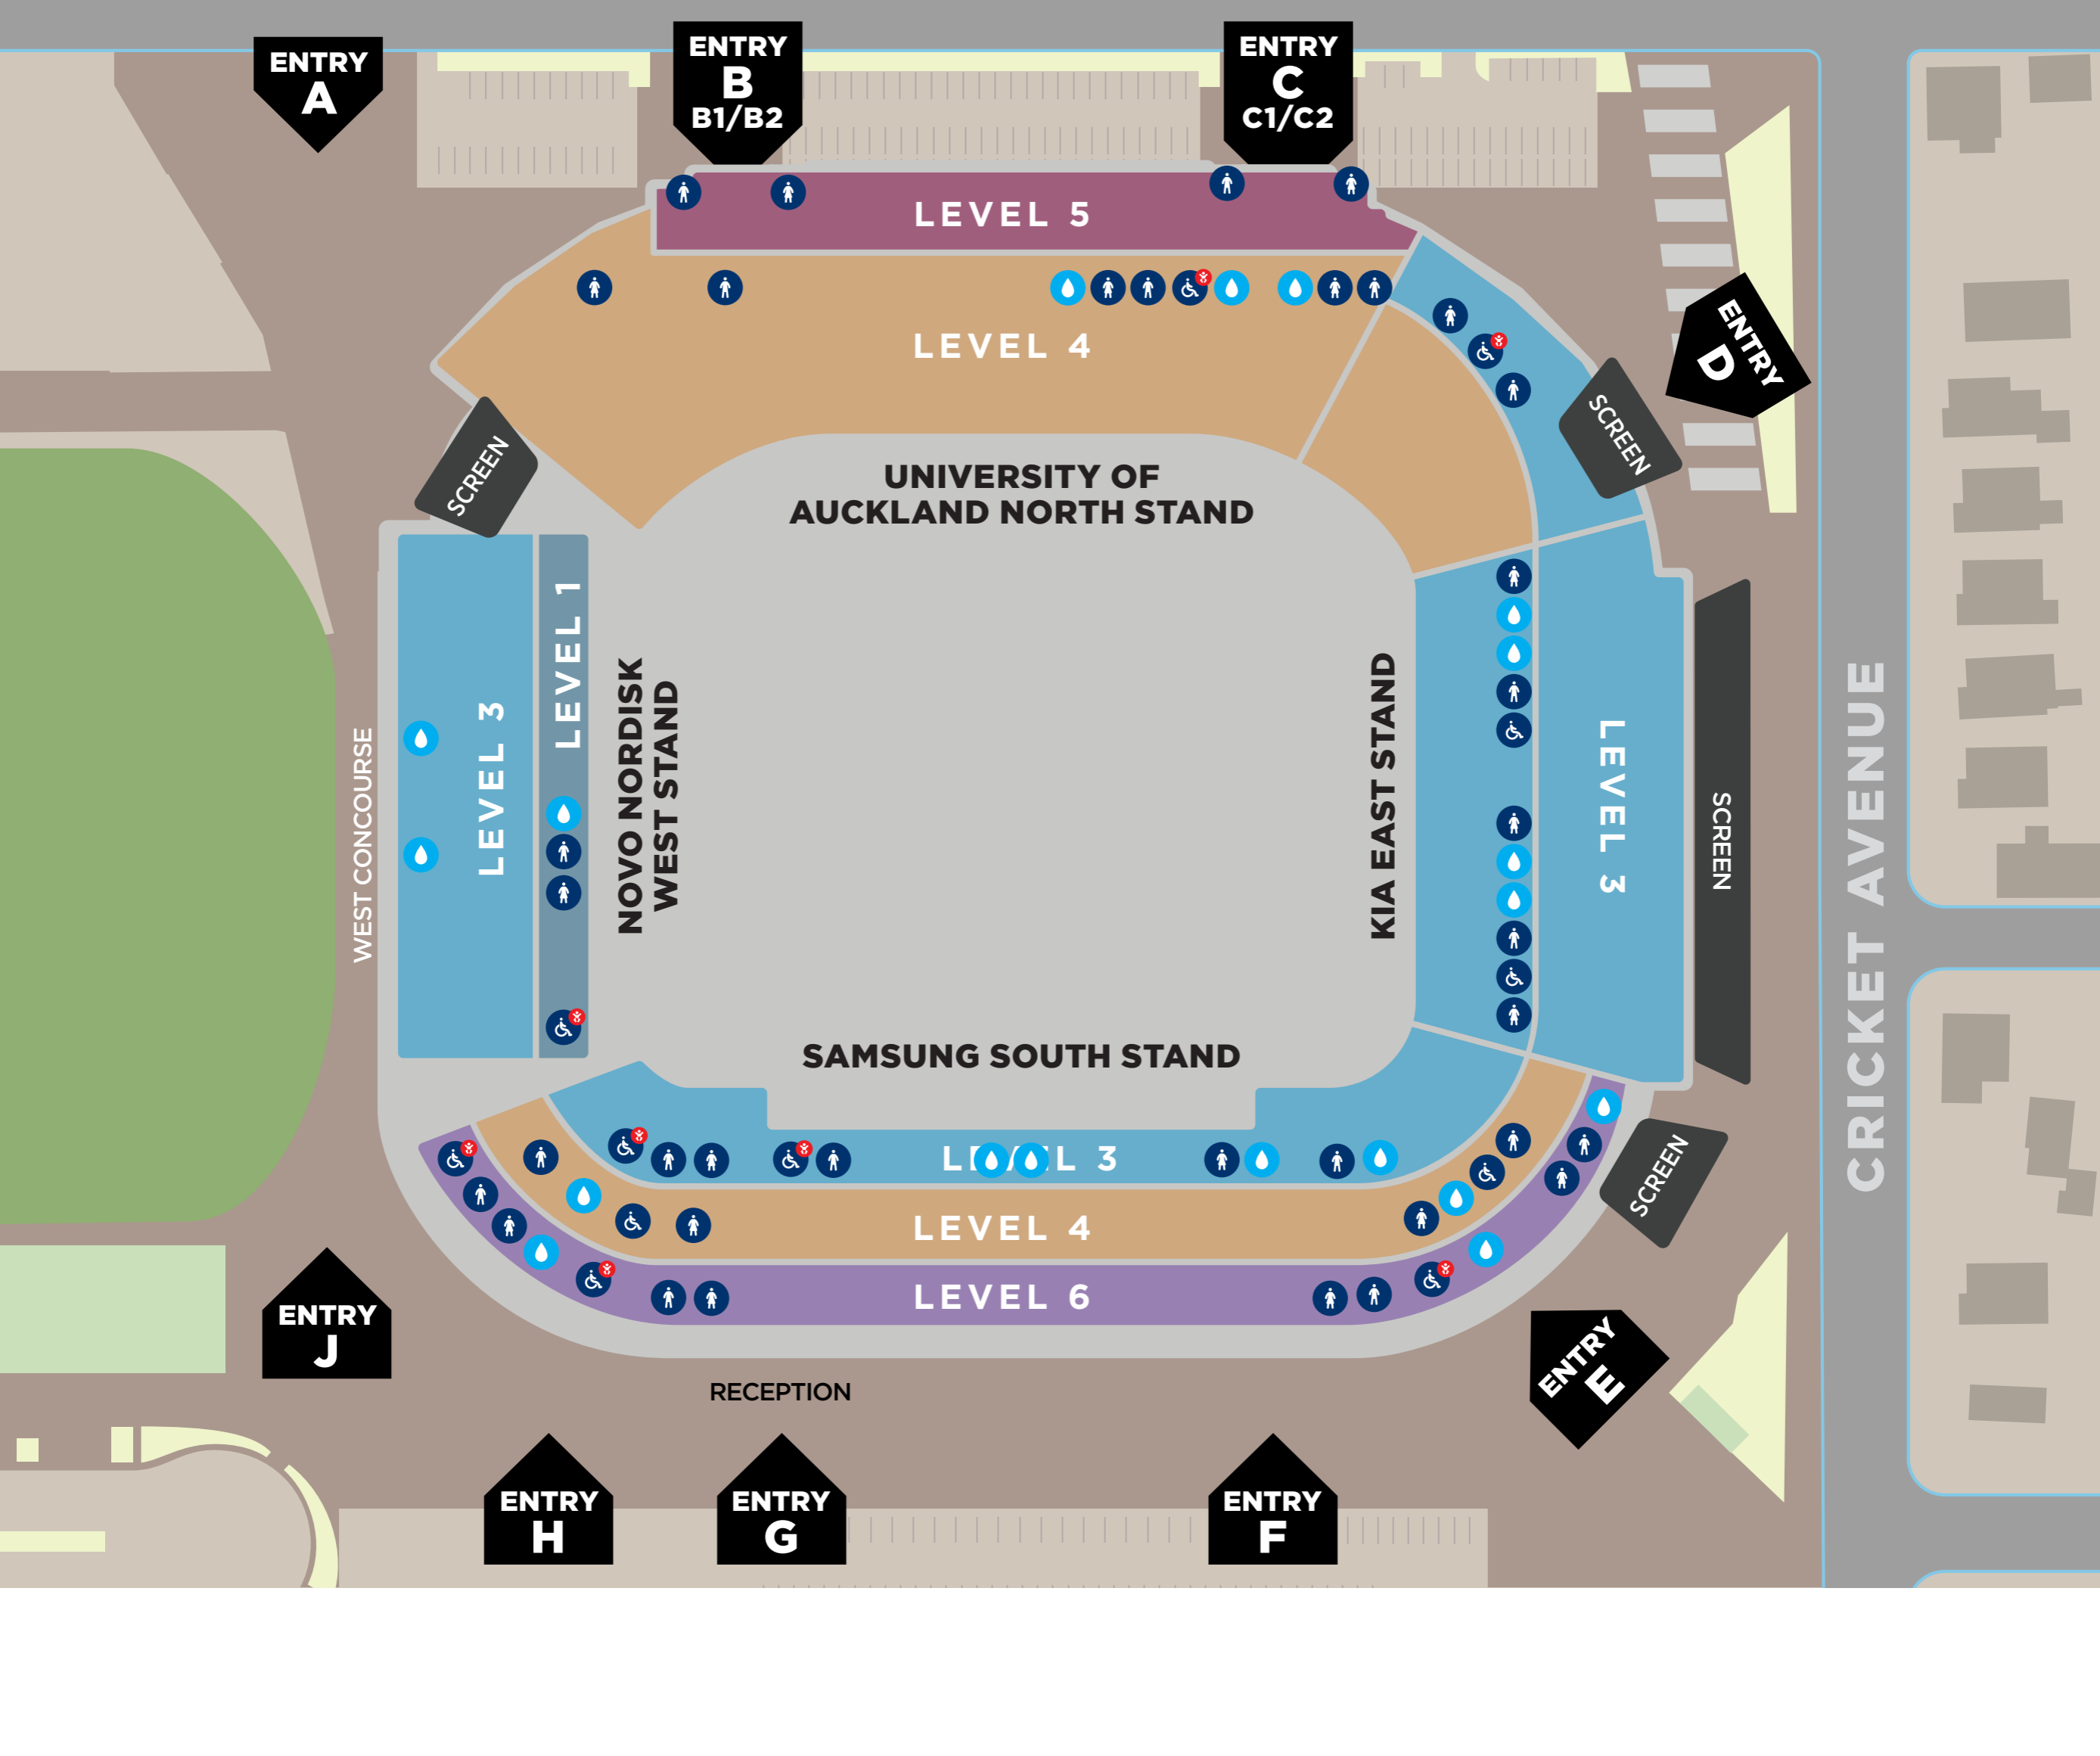 ENTRY
A
ENTRY
B
B1/B2
ENTRY
C
C1/C2
LEVEL 5
LEVEL 4
ENTRY
D
SCREEN
SCREEN
UNIVERSITY OF
AUCKLAND NORTH STAND
LEVEL 1
LEVEL 3
WEST CONCOURSE
NOVO NORDISK
WEST STAND
KIA EAST STAND
LEVEL 3
SCREEN
CRICKET AVENUE
SAMSUNG SOUTH STAND
LEVEL 3
SCREEN
LEVEL 4
LEVEL 6
ENTRY
J
ENTRY
E
RECEPTION
ENTRY
H
ENTRY
G
ENTRY
F